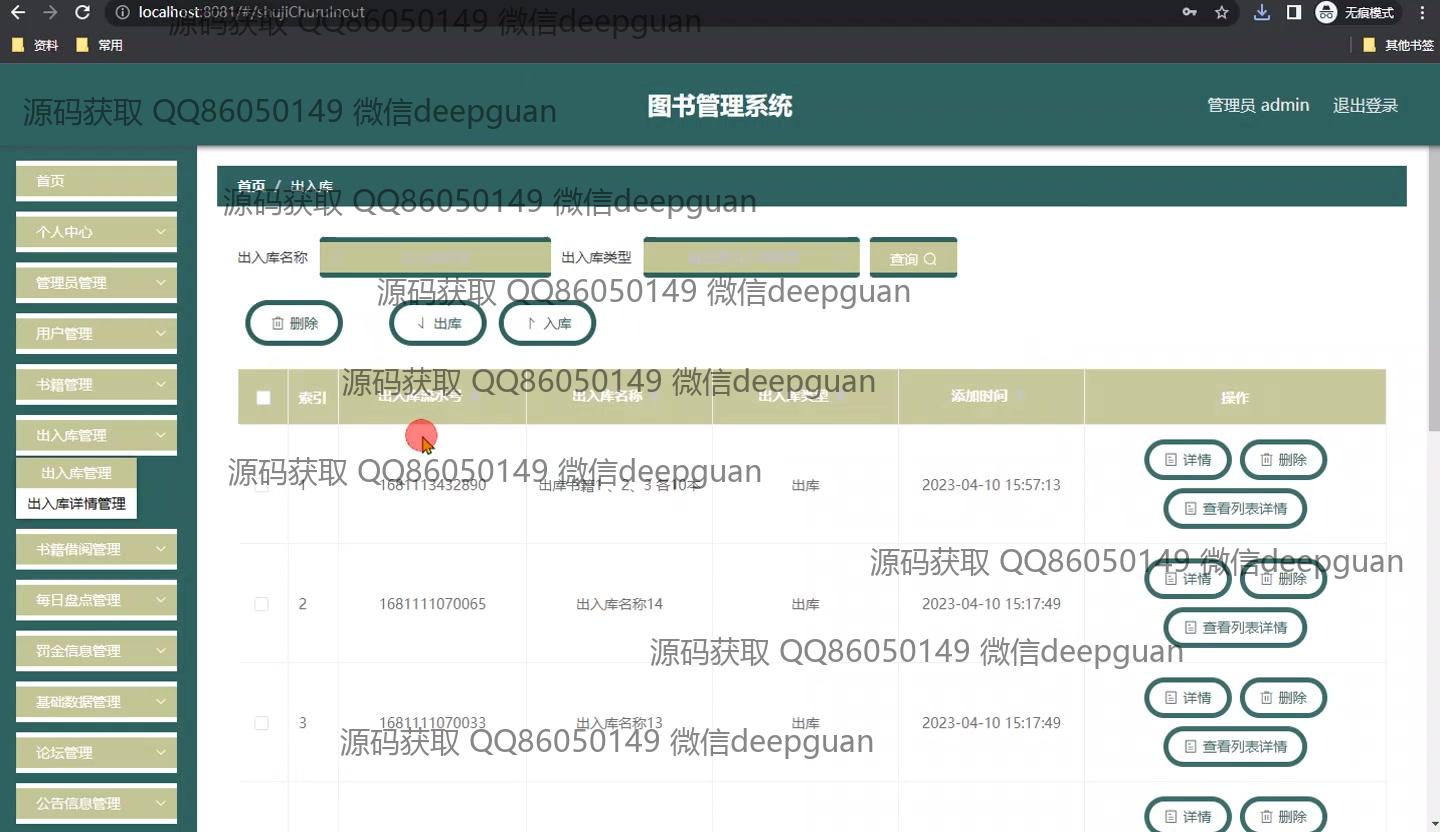 localhost:8081/#/shujiChuruInout
无痕模式
资料
常用
其他书签
源码获取 QQ86050149 微信deepguan
源码获取 QQ86050149 微信deepguan
图书管理系统
管理员 admin
退出登录
首页
个人中心
管理员管理
用户管理
书籍管理
出入库管理
出入库管理
出入库详情管理
书籍借阅管理
每日盘点管理
罚金信息管理
基础数据管理
论坛管理
公告信息管理
首页 / 出入库
源码获取 QQ86050149 微信deepguan
出入库名称
出入库类型
查询
源码获取 QQ86050149 微信deepguan
删除
出库
入库
源码获取 QQ86050149 微信deepguan
索引 出入库流水号 出入库名称 出入库类型 添加时间 操作
源码获取 QQ86050149 微信deepguan
1 1681113432890 出库书籍1、2、3 各10本 出库 2023-04-10 15:57:13 详情 删除
查看列表详情
源码获取 QQ86050149 微信deepguan
2 1681111070065 出入库名称14 出库 2023-04-10 15:17:49 详情 删除
查看列表详情
源码获取 QQ86050149 微信deepguan
3 1681111070033 出入库名称13 出库 2023-04-10 15:17:49 详情 删除
查看列表详情
源码获取 QQ86050149 微信deepguan
详情 删除